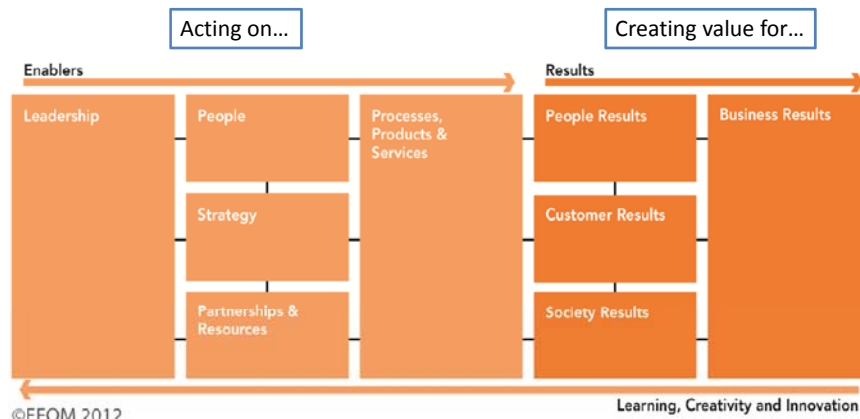 Acting on…
Creating value for…
Enablers
Results
Leadership
People
Processes,
Products &
Services
People Results
Business Results
Strategy
Customer Results
Partnerships &
Resources
Society Results
Learning, Creativity and Innovation
©EFQM 2012